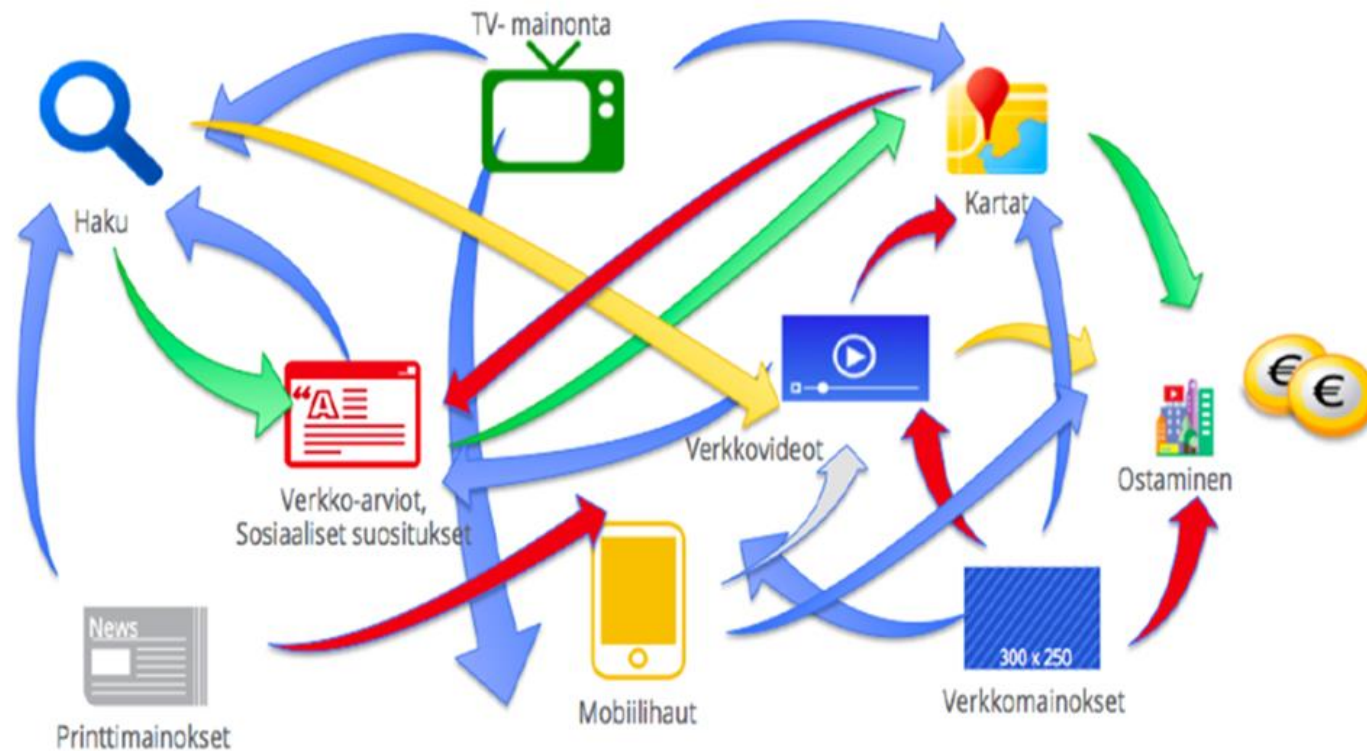 TV- mainonta
Haku
Kartat
“A
€
€
Verkkovideot
Ostaminen
Verkko-arviot,
Sosiaaliset suositukset
News
300 x 250
Mobiilihaut
Verkkomainokset
Printtimainokset